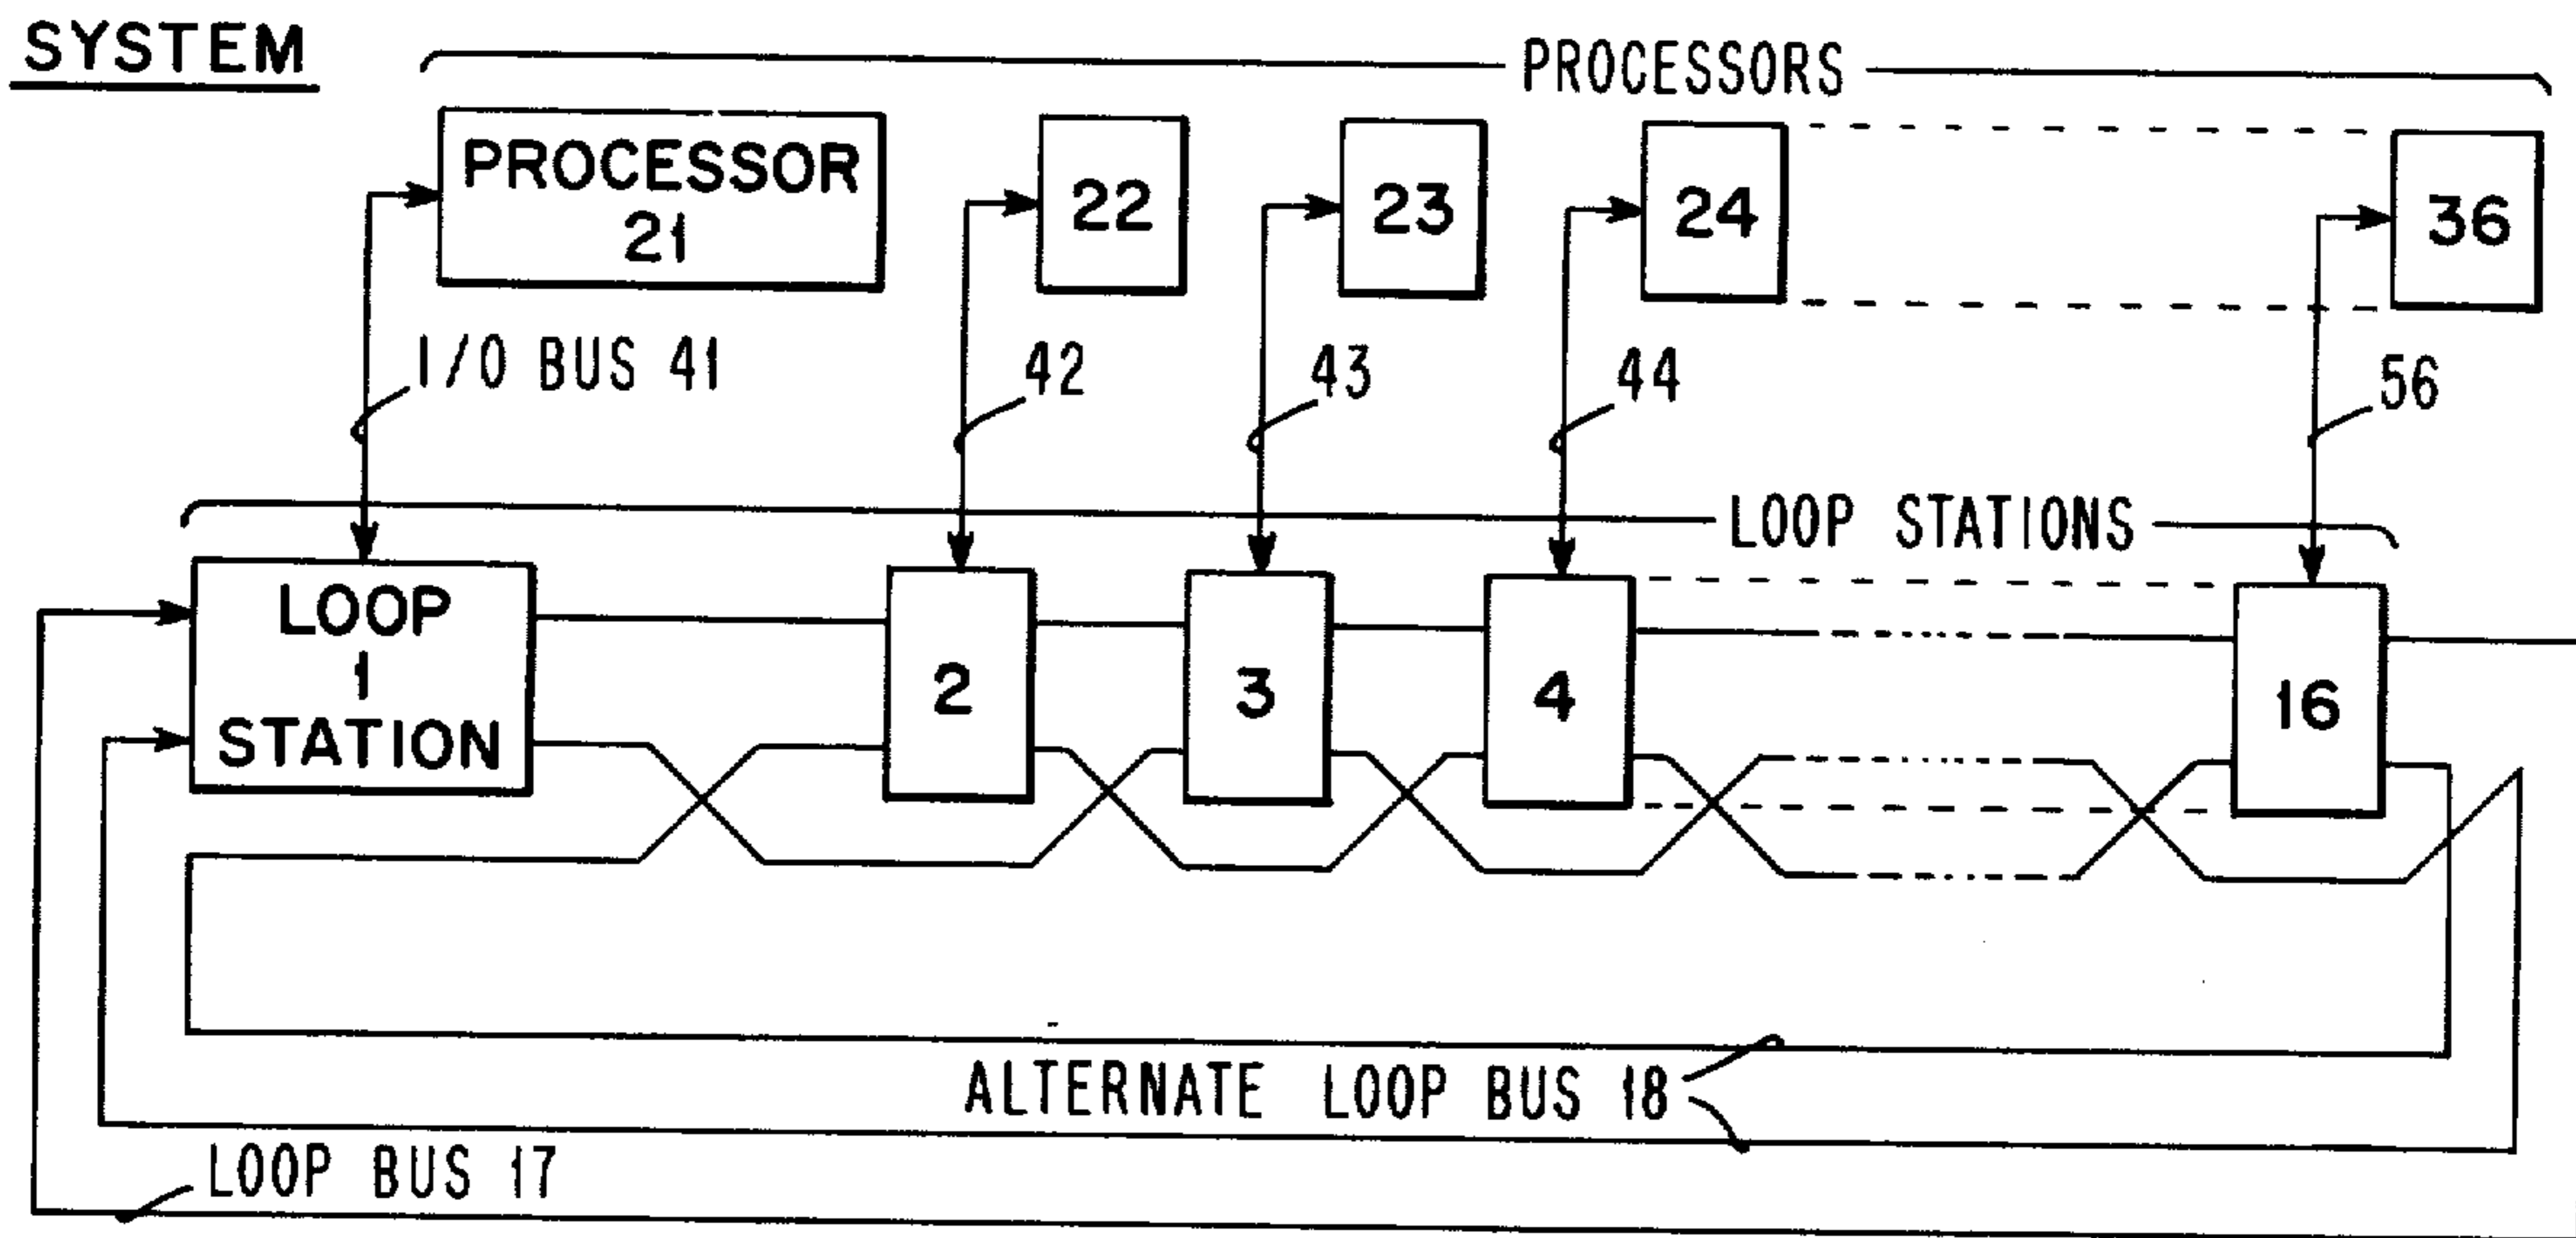 SYSTEM
PROCESSORS
PROCESSOR
21
22
23
24
36
I/O BUS 41
42
43
44
56
LOOP STATIONS
LOOP
1
STATION
2
3
4
16
ALTERNATE LOOP BUS 18
LOOP BUS 17